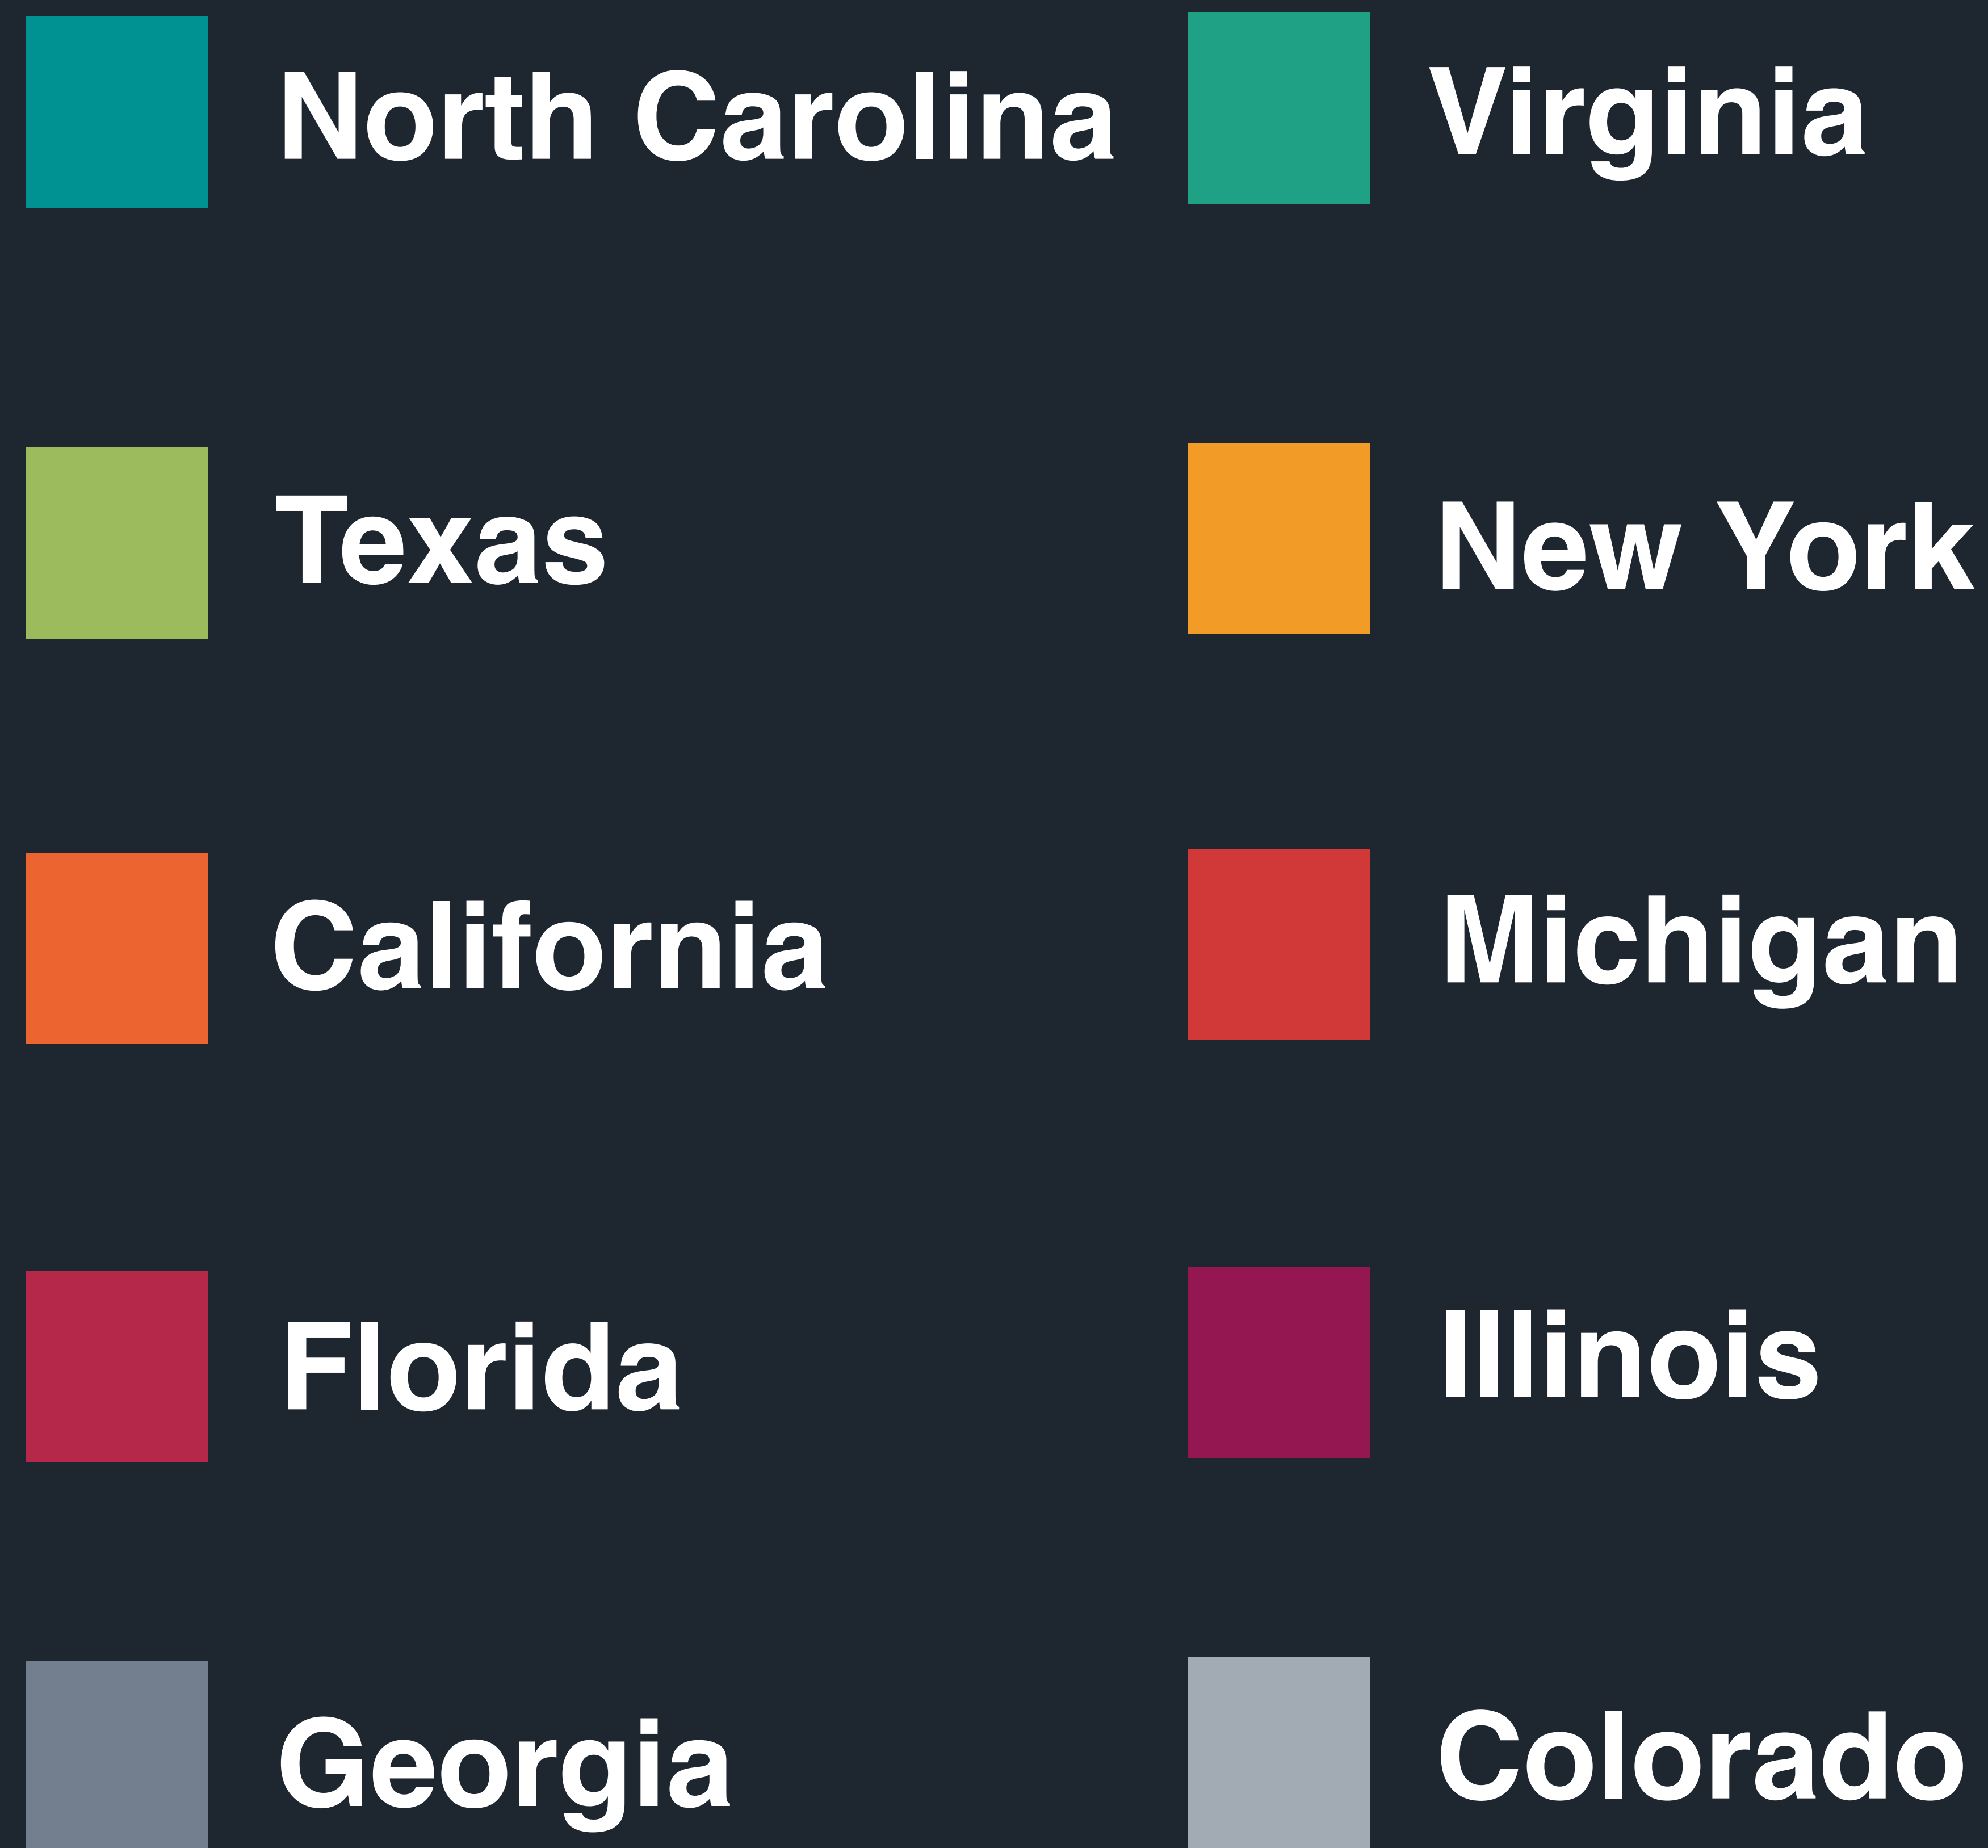 North Carolina
Virginia
Texas
New York
California
Michigan
Florida
Illinois
Georgia
Colorado